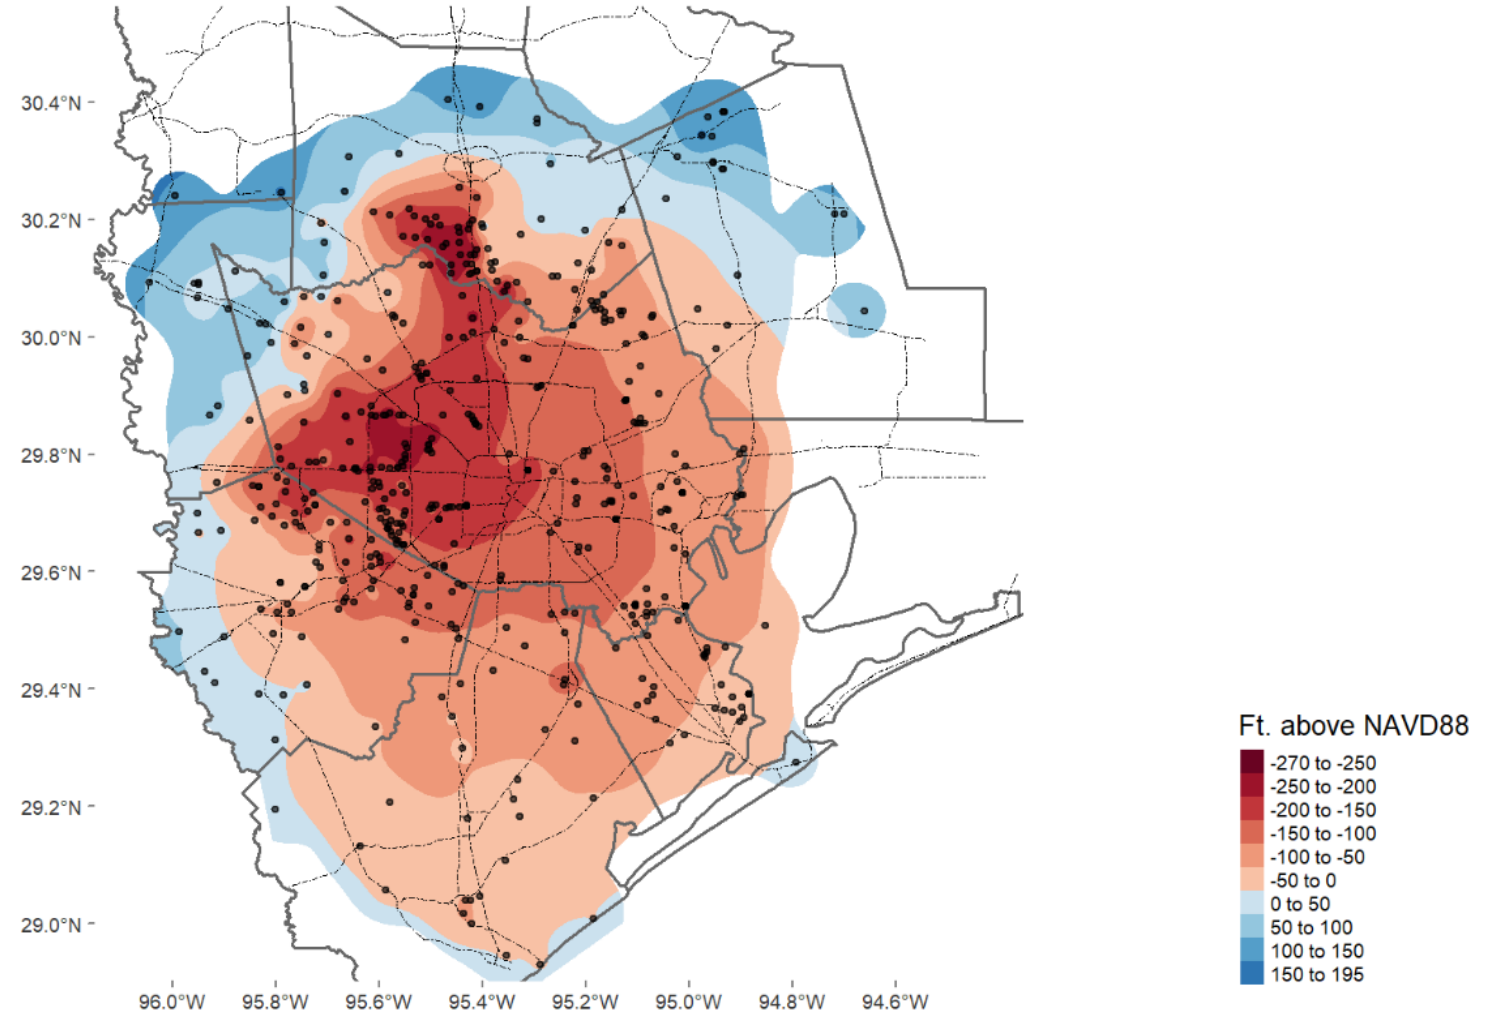 30.4°N
30.2°N
30.0°N
29.8°N
29.6°N
29.4°N
29.2°N
29.0°N
96.0°W 95.8°W 95.6°W 95.4°W 95.2°W 95.0°W 94.8°W 94.6°W
Ft. above NAVD88
-270 to -250
-250 to -200
-200 to -150
-150 to -100
-100 to -50
-50 to 0
0 to 50
50 to 100
100 to 150
150 to 195